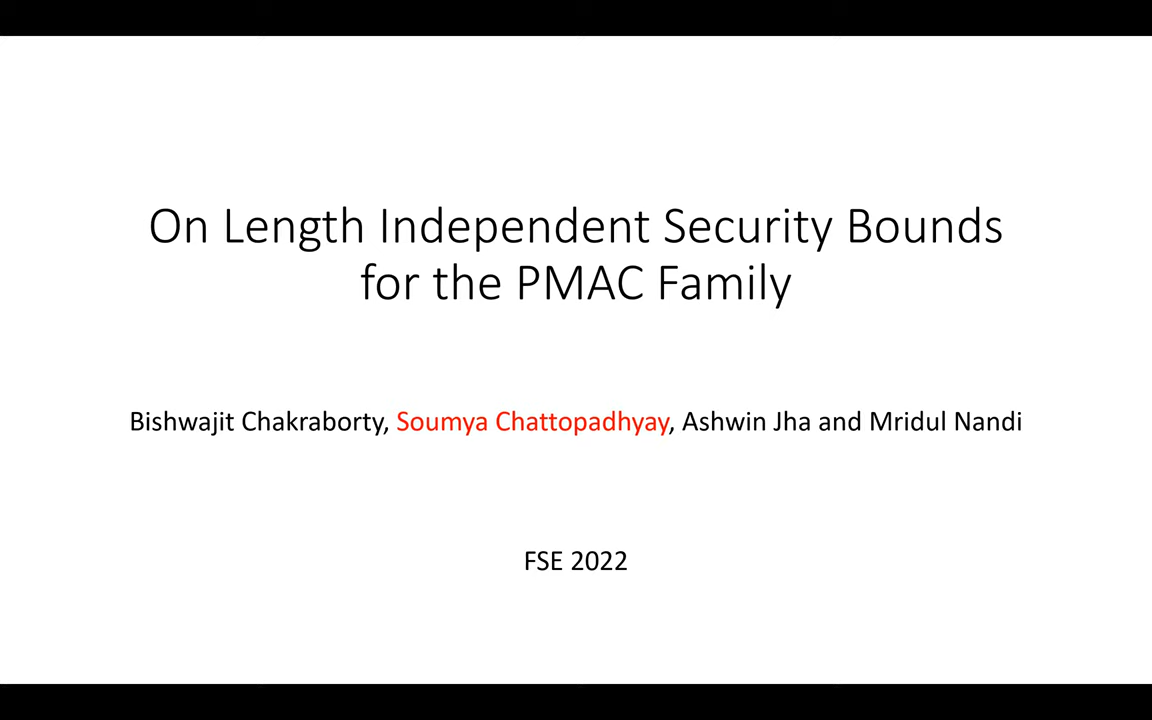 On Length Independent Security Bounds
for the PMAC Family
Bishwajit Chakraborty, Soumya Chattopadhyay, Ashwin Jha and Mridul Nandi
FSE 2022